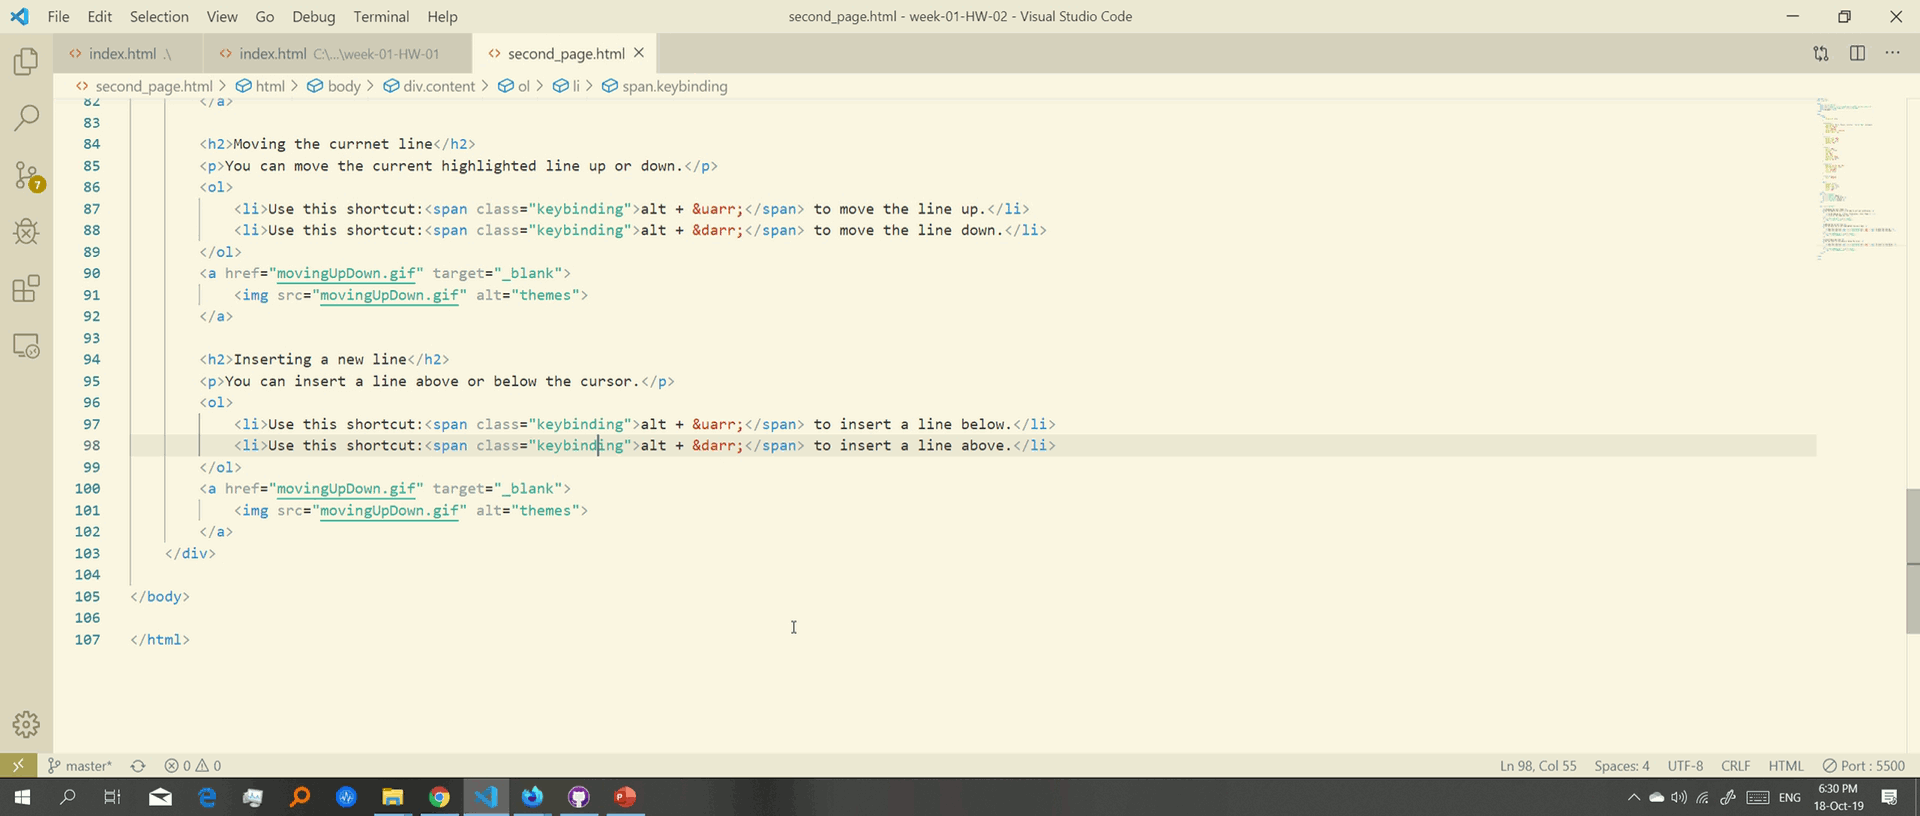 File Edit Selection View Go Debug Terminal Help
second_page.html - week-01-HW-02 - Visual Studio Code
index.html .\
index.html C:\...\week-01-HW-01
second_page.html
second_page.html > html > body > div.content > ol > li > span.keybinding
82 </a>
83
84 <h2>Moving the currnet line</h2>
85 <p>You can move the current highlighted line up or down.</p>
86 <ol>
87 <li>Use this shortcut:<span class="keybinding">alt + &uarr;</span> to move the line up.</li>
88 <li>Use this shortcut:<span class="keybinding">alt + &darr;</span> to move the line down.</li>
89 </ol>
90 <a href="movingUpDown.gif" target="_blank">
91 <img src="movingUpDown.gif" alt="themes">
92 </a>
93
94 <h2>Inserting a new line</h2>
95 <p>You can insert a line above or below the cursor.</p>
96 <ol>
97 <li>Use this shortcut:<span class="keybinding">alt + &uarr;</span> to insert a line below.</li>
98 <li>Use this shortcut:<span class="keybinding">alt + &darr;</span> to insert a line above.</li>
99 </ol>
100 <a href="movingUpDown.gif" target="_blank">
101 <img src="movingUpDown.gif" alt="themes">
102 </a>
103 </div>
104
105 </body>
106
107 </html>
7
master* 0 0
Ln 98, Col 55 Spaces: 4 UTF-8 CRLF HTML Port : 5500
ENG
6:30 PM
18-Oct-19